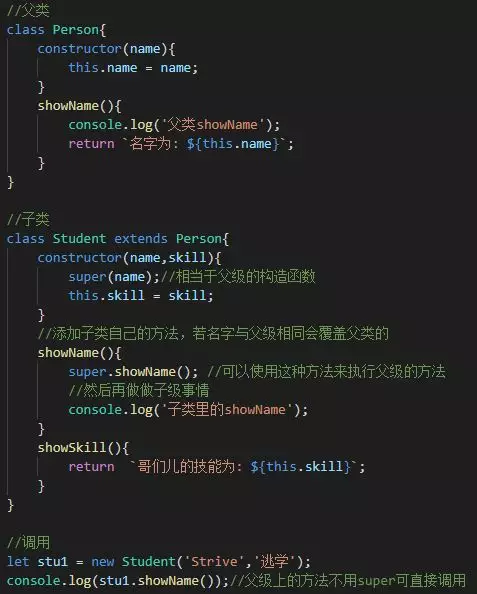 //父类
class Person{
    constructor(name){
        this.name = name;
    }
    showName(){
        console.log('父类showName');
        return `名字为: ${this.name}`;
    }
}

//子类
class Student extends Person{
    constructor(name,skill){
        super(name);//相当于父级的构造函数
        this.skill = skill;
    }
    //添加子类自己的方法，若名字与父级相同会覆盖父类的
    showName(){
        super.showName(); //可以使用这种方法来执行父级的方法
        //然后再做做子级事情
        console.log('子类里的showName');
    }
    showSkill(){
        return  `哥们儿的技能为: ${this.skill}`;
    }
}

//调用
let stu1 = new Student('Strive','逃学');
console.log(stu1.showName());//父级上的方法不用super可直接调用